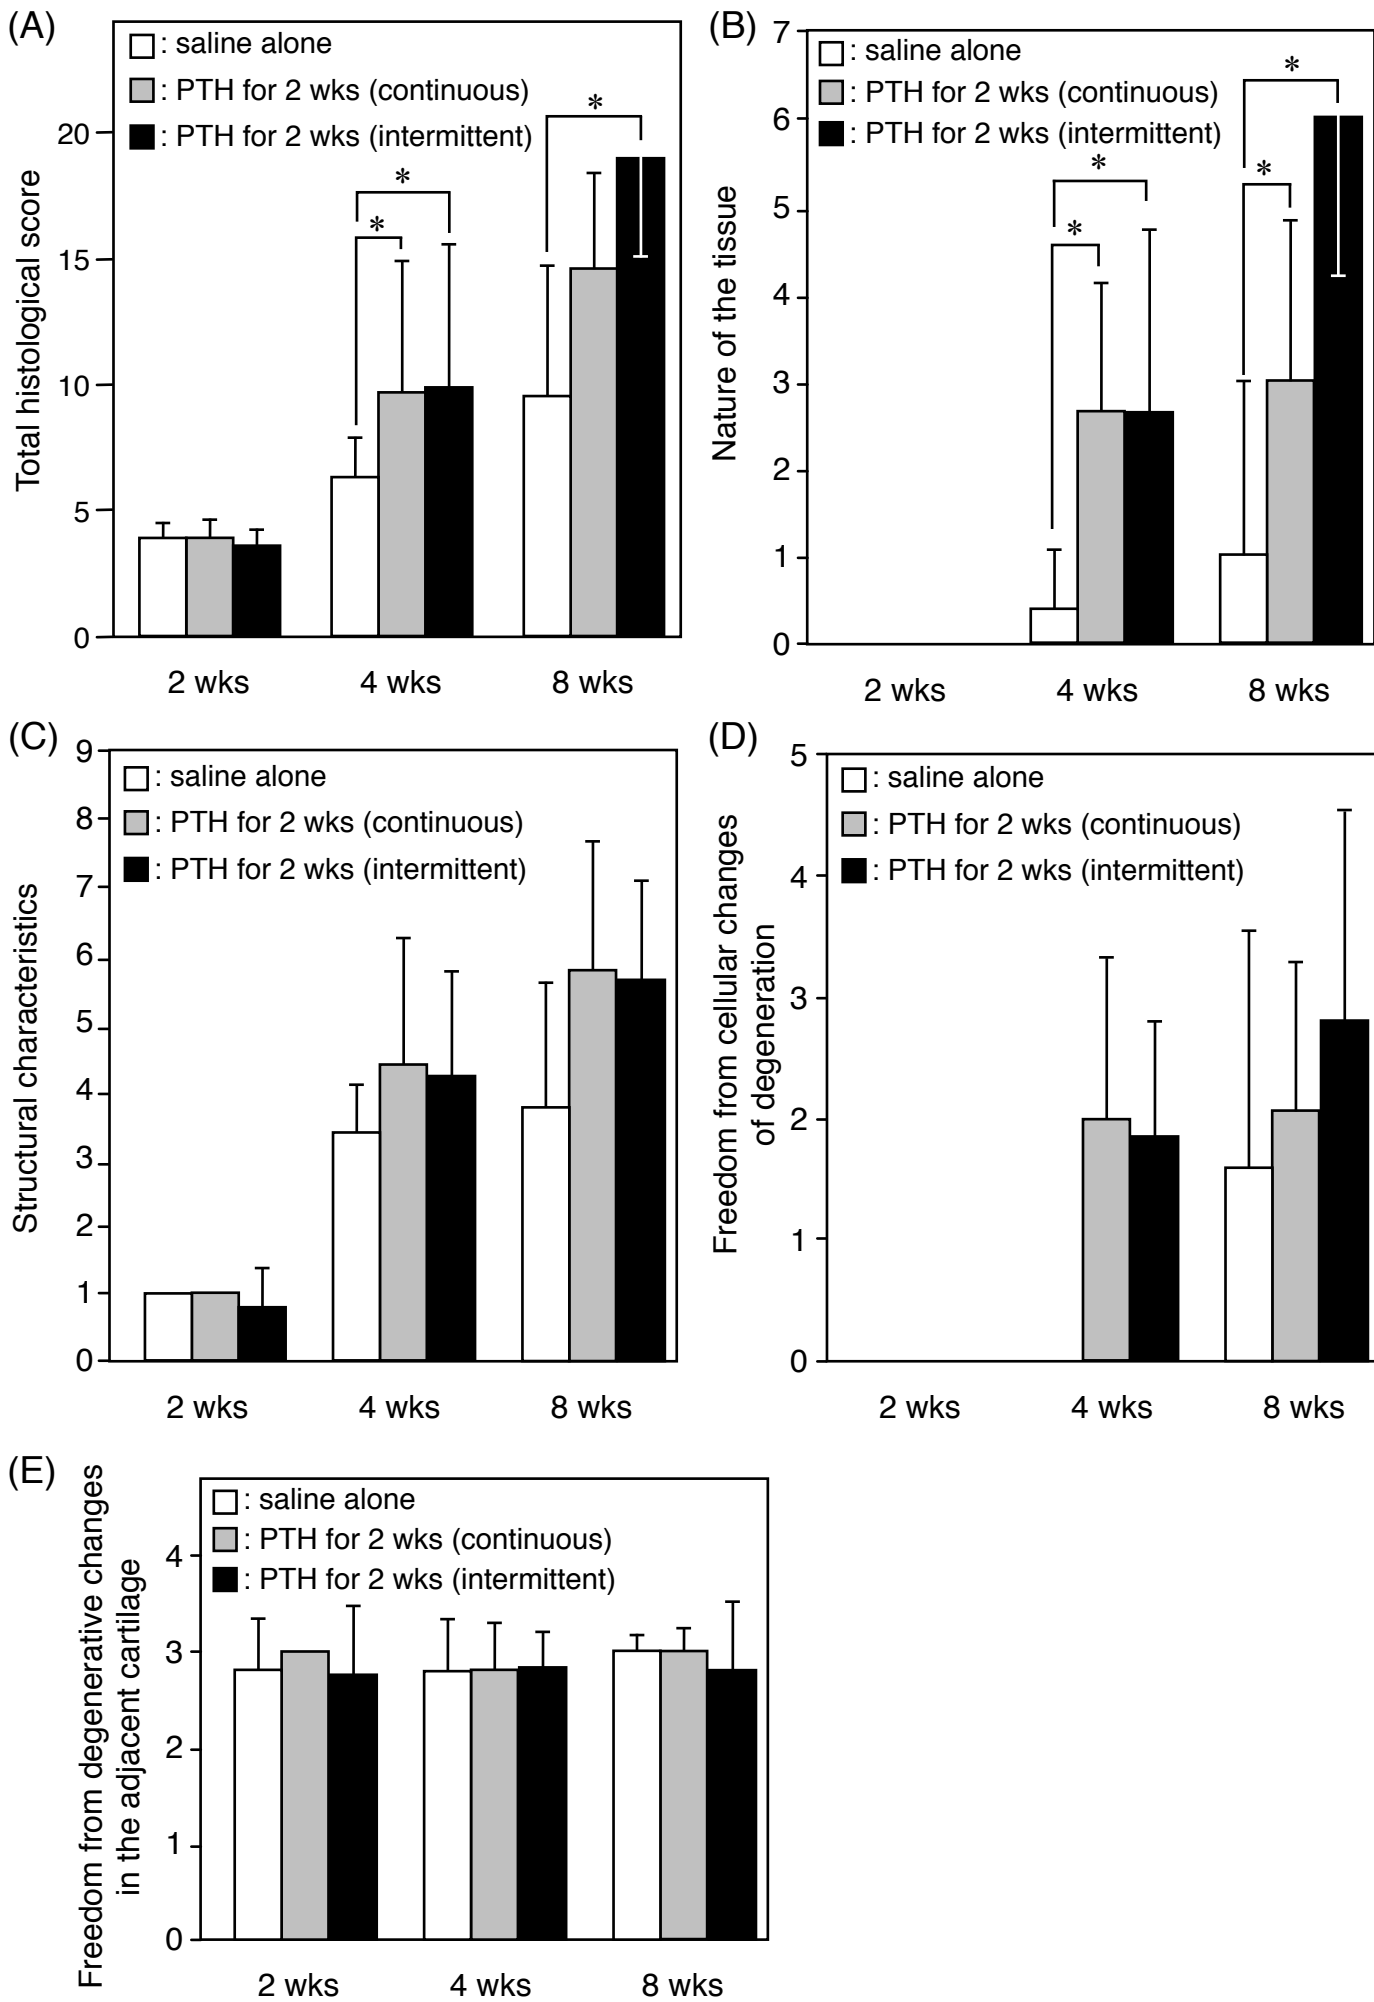 (A)
: saline alone
: PTH for 2 wks (continuous)
: PTH for 2 wks (intermittent)
Total histological score
20
15
10
5
0
*
*
*
2 wks
4 wks
8 wks
(B)
: saline alone
: PTH for 2 wks (continuous)
: PTH for 2 wks (intermittent)
Nature of the tissue
7
6
5
4
3
2
1
0
*
*
*
*
2 wks
4 wks
8 wks
(C)
: saline alone
: PTH for 2 wks (continuous)
: PTH for 2 wks (intermittent)
Structural characteristics
9
8
7
6
5
4
3
2
1
0
2 wks
4 wks
8 wks
(D)
: saline alone
: PTH for 2 wks (continuous)
: PTH for 2 wks (intermittent)
Freedom from cellular changes
of degeneration
5
4
3
2
1
0
2 wks
4 wks
8 wks
(E)
: saline alone
: PTH for 2 wks (continuous)
: PTH for 2 wks (intermittent)
Freedom from degenerative changes
in the adjacent cartilage
4
3
2
1
0
2 wks
4 wks
8 wks